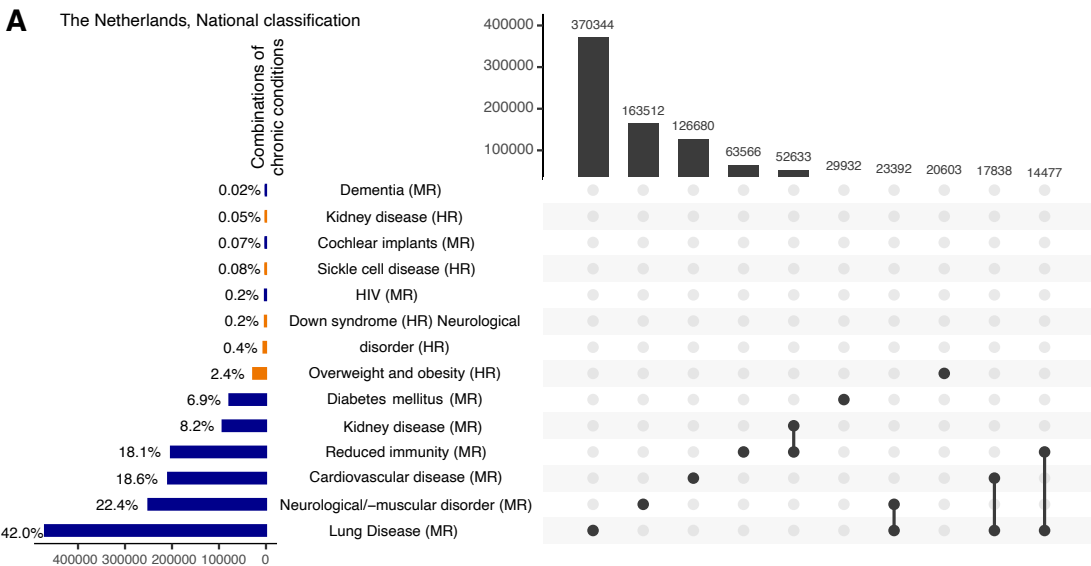 A
The Netherlands, National classification
Combinations of
chronic conditions
400000
300000
200000
100000
370344
163512
126680
63566
52633
29932
23392
20603
17838
14477
0.02% Dementia (MR)
0.05% Kidney disease (HR)
0.07% Cochlear implants (MR)
0.08% Sickle cell disease (HR)
0.2% HIV (MR)
0.2% Down syndrome (HR) Neurological
0.4% disorder (HR)
2.4% Overweight and obesity (HR)
6.9% Diabetes mellitus (MR)
8.2% Kidney disease (MR)
18.1% Reduced immunity (MR)
18.6% Cardiovascular disease (MR)
22.4% Neurological/−muscular disorder (MR)
42.0% Lung Disease (MR)
400000 300000 200000 100000 0